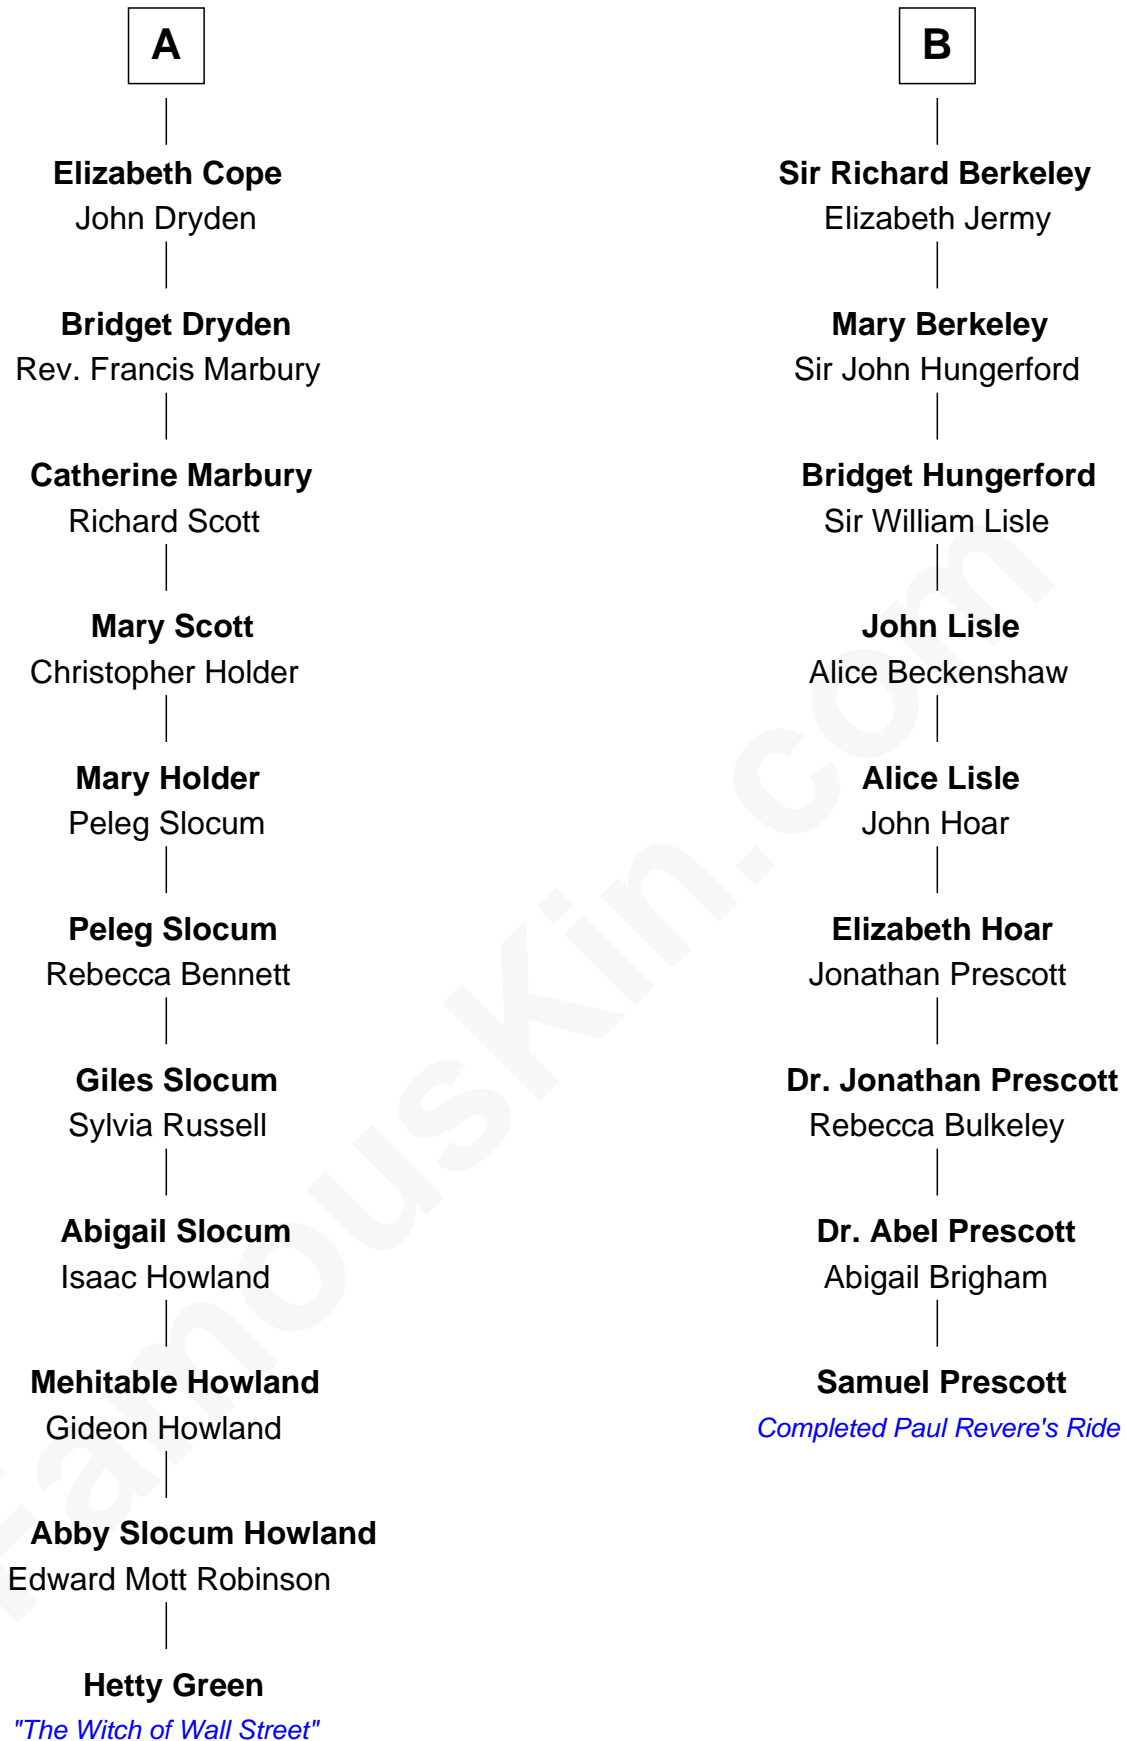 A
Elizabeth Cope
John Dryden
Bridget Dryden
Rev. Francis Marbury
Catherine Marbury
Richard Scott
Mary Scott
Christopher Holder
Mary Holder
Peleg Slocum
Peleg Slocum
Rebecca Bennett
Giles Slocum
Sylvia Russell
Abigail Slocum
Isaac Howland
Mehitable Howland
Gideon Howland
Abby Slocum Howland
Edward Mott Robinson
Hetty Green
"The Witch of Wall Street"
B
Sir Richard Berkeley
Elizabeth Jermy
Mary Berkeley
Sir John Hungerford
Bridget Hungerford
Sir William Lisle
John Lisle
Alice Beckenshaw
Alice Lisle
John Hoar
Elizabeth Hoar
Jonathan Prescott
Dr. Jonathan Prescott
Rebecca Bulkeley
Dr. Abel Prescott
Abigail Brigham
Samuel Prescott
Completed Paul Revere's Ride
FamousKin.com